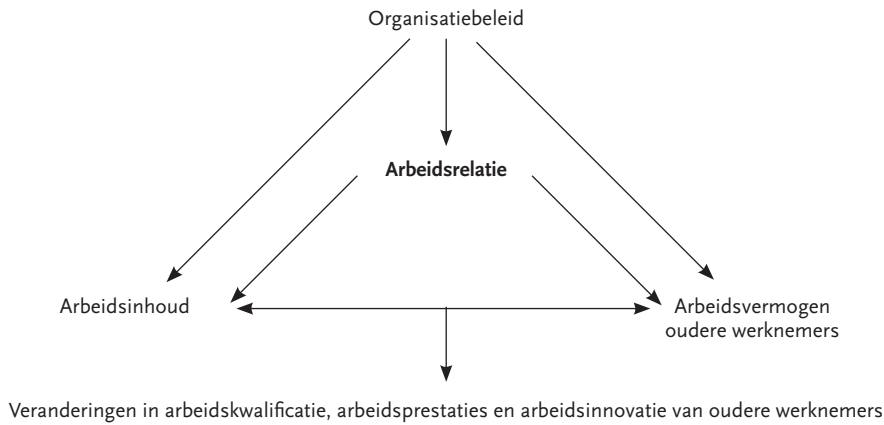 Organisatiebeleid
Arbeidsrelatie
Arbeidsinhoud
Arbeidsvermogen
oudere werknemers
Veranderingen in arbeidskwalificatie, arbeidsprestaties en arbeidsinnovatie van oudere werknemers